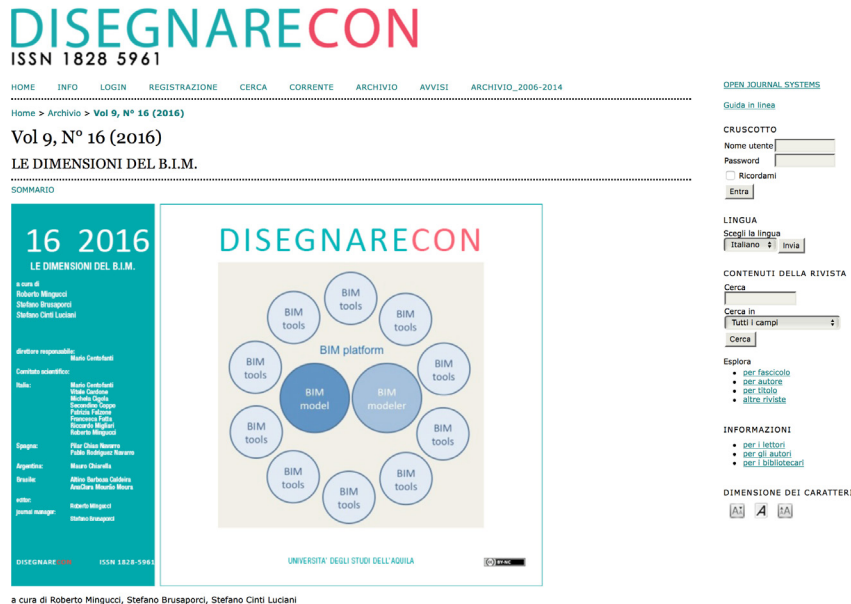 DISEGNARECON
ISSN 1828 5961
HOME INFO LOGIN REGISTRAZIONE CERCA CORRENTE ARCHIVIO AVVISI ARCHIVIO_2006-2014
Home > Archivio > Vol 9, N° 16 (2016)
Vol 9, N° 16 (2016)
LE DIMENSIONI DEL B.I.M.
SOMMARIO
16 2016
LE DIMENSIONI DEL B.I.M.
a cura di
Roberto Mingucci
Stefano Brusaporci
Stefano Cinti Luciani
direttore responsabile:
Mario Centofanti
Comitato scientifico:
Italia:
Mario Centofanti
Vitale Cardone
Michela Cigola
Secondino Coppo
Patrizia Falzone
Francesca Fatta
Riccardo Migliari
Roberto Mingucci
Spagna:
Pilar Chias Navarro
Pablo Rodriguez Navarro
Argentina:
Mauro Chiarella
Brasile:
Altino Barbosa Caldeira
AnaClara Mourão Moura
editor:
Roberto Mingucci
journal manager:
Stefano Brusaporci
DISEGNARECON ISSN 1828-5961
DISEGNARECON
BIM
tools
BIM
tools
BIM
tools
BIM platform
BIM
tools
BIM
tools
BIM
model
BIM
modeler
BIM
tools
BIM
tools
BIM
tools
BIM
tools
BIM
tools
UNIVERSITA' DEGLI STUDI DELL'AQUILA
BY-NC
a cura di Roberto Mingucci, Stefano Brusaporci, Stefano Cinti Luciani
OPEN JOURNAL SYSTEMS
Guida in linea
CRUSCOTTO
Nome utente
Password
Ricordami
Entra
LINGUA
Scegli la lingua
Italiano Invia
CONTENUTI DELLA RIVISTA
Cerca
Cerca in
Tutti i campi
Cerca
Esplora
per fascicolo
per autore
per titolo
altre riviste
INFORMAZIONI
per i lettori
per gli autori
per i bibliotecari
DIMENSIONE DEI CARATTERI